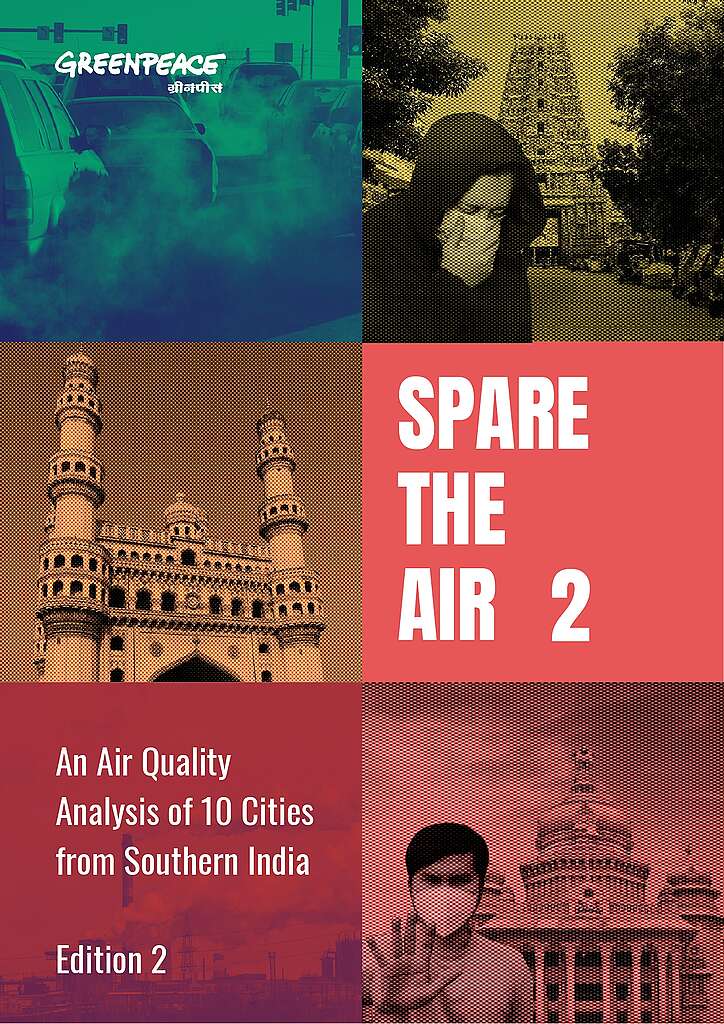 GREENPEACE
ग्रीनपीस
SPARE
THE
AIR 2
An Air Quality
Analysis of 10 Cities
from Southern India
Edition 2